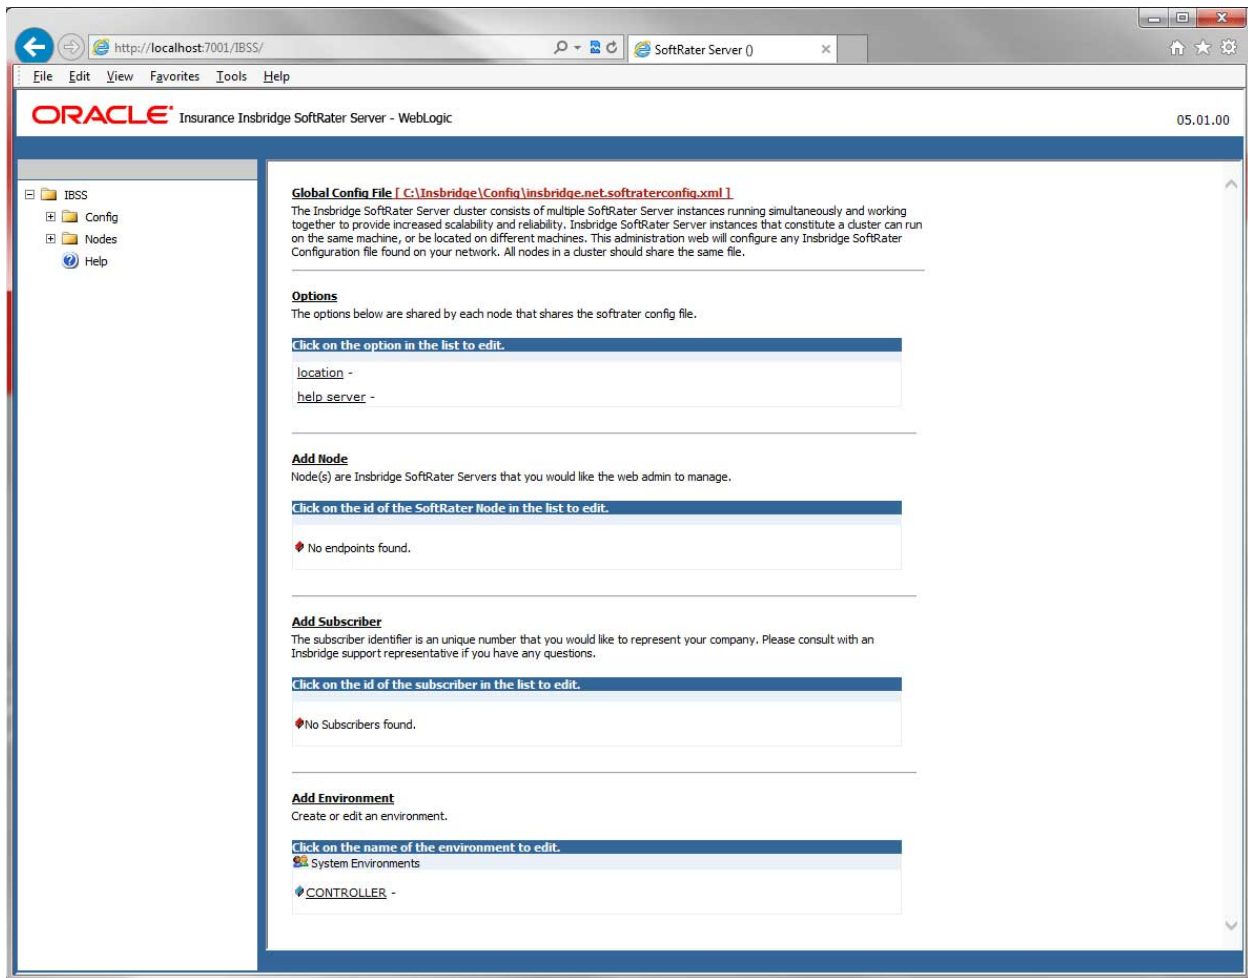 http://localhost:7001/IBSS/
SoftRater Server ()
File Edit View Favorites Tools Help
ORACLE Insurance Insbridge SoftRater Server - WebLogic
05.01.00
IBSS
Config
Nodes
Help
Global Config File [ C:\Insbridge\Config\insbridge.net.softraterconfig.xml ]
The Insbridge SoftRater Server cluster consists of multiple SoftRater Server instances running simultaneously and working
together to provide increased scalability and reliability. Insbridge SoftRater Server instances that constitute a cluster can run
on the same machine, or be located on different machines. This administration web will configure any Insbridge SoftRater
Configuration file found on your network. All nodes in a cluster should share the same file.
Options
The options below are shared by each node that shares the softrater config file.
Click on the option in the list to edit.
location -
help server -
Add Node
Node(s) are Insbridge SoftRater Servers that you would like the web admin to manage.
Click on the id of the SoftRater Node in the list to edit.
No endpoints found.
Add Subscriber
The subscriber identifier is an unique number that you would like to represent your company. Please consult with an
Insbridge support representative if you have any questions.
Click on the id of the subscriber in the list to edit.
No Subscribers found.
Add Environment
Create or edit an environment.
Click on the name of the environment to edit.
System Environments
CONTROLLER -